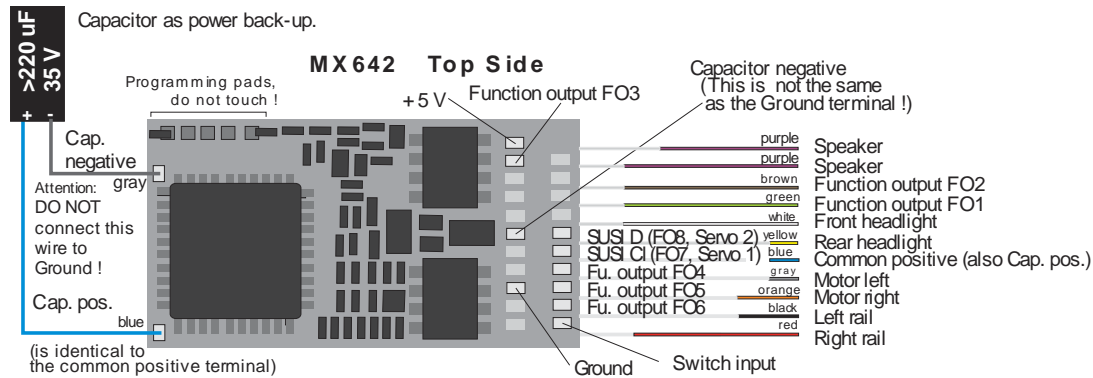 >220 uF
35 V
+ -
Capacitor as power back-up.
MX642 Top Side
Programming pads,
do not touch !
+ 5 V
Function output FO3
Capacitor negative
(This is not the same
as the Ground terminal !)
Cap.
negative
gray
Attention:
DO NOT
connect this
wire to
Ground !
Cap. pos.
blue
(is identical to
the common positive terminal)
purple Speaker
purple Speaker
brown Function output FO2
green Function output FO1
white Front headlight
SUSI D (FO8, Servo 2) yellow Rear headlight
SUSI Cl (FO7, Servo 1) blue Common positive (also Cap. pos.)
Fu. output FO4 gray Motor left
Fu. output FO5 orange Motor right
Fu. output FO6 black Left rail
red Right rail
Ground
Switch input